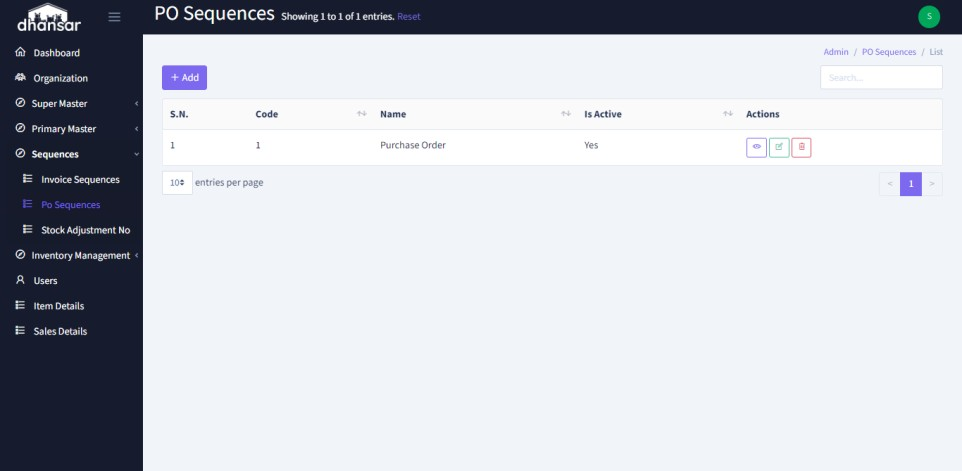 dhansar
PO Sequences Showing 1 to 1 of 1 entries. Reset
S
Dashboard
Organization
Super Master
Primary Master
Sequences
Invoice Sequences
Po Sequences
Stock Adjustment No
Inventory Management
Users
Item Details
Sales Details
Admin / PO Sequences / List
+ Add
Search...
S.N. Code Name Is Active Actions
1 1 Purchase Order Yes
10 entries per page
< 1 >